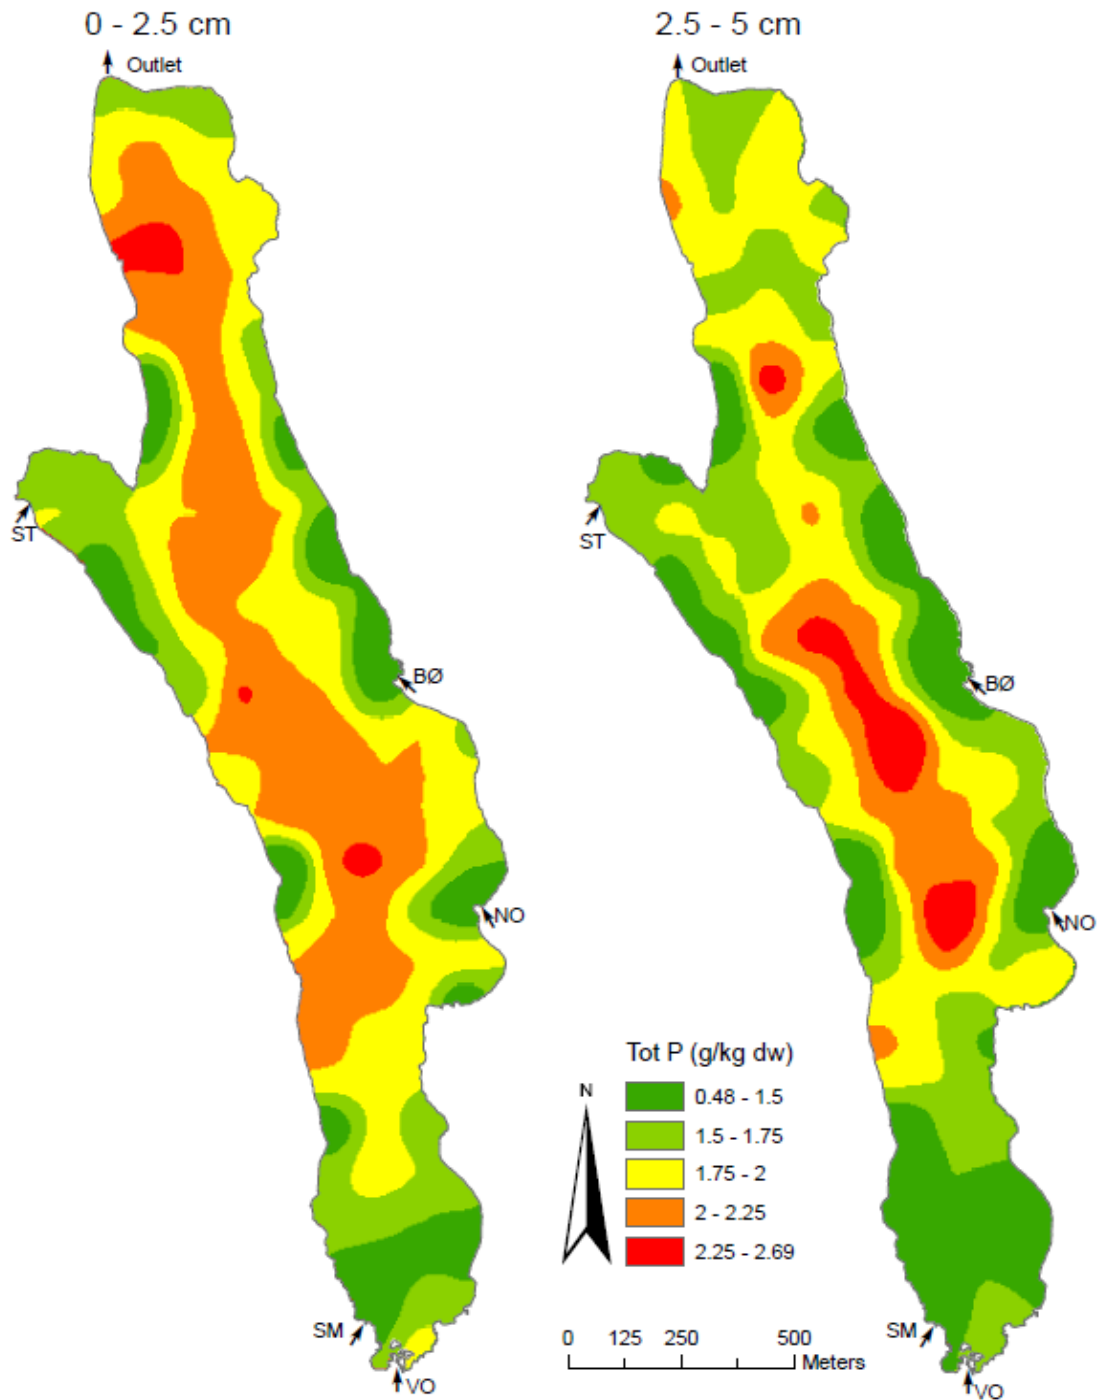 0 - 2.5 cm
2.5 - 5 cm
Outlet
Outlet
ST
ST
BØ
BØ
NO
NO
Tot P (g/kg dw)
N
0.48 - 1.5
1.5 - 1.75
1.75 - 2
2 - 2.25
2.25 - 2.69
SM
SM
0 125 250 500
Meters
VO
VO